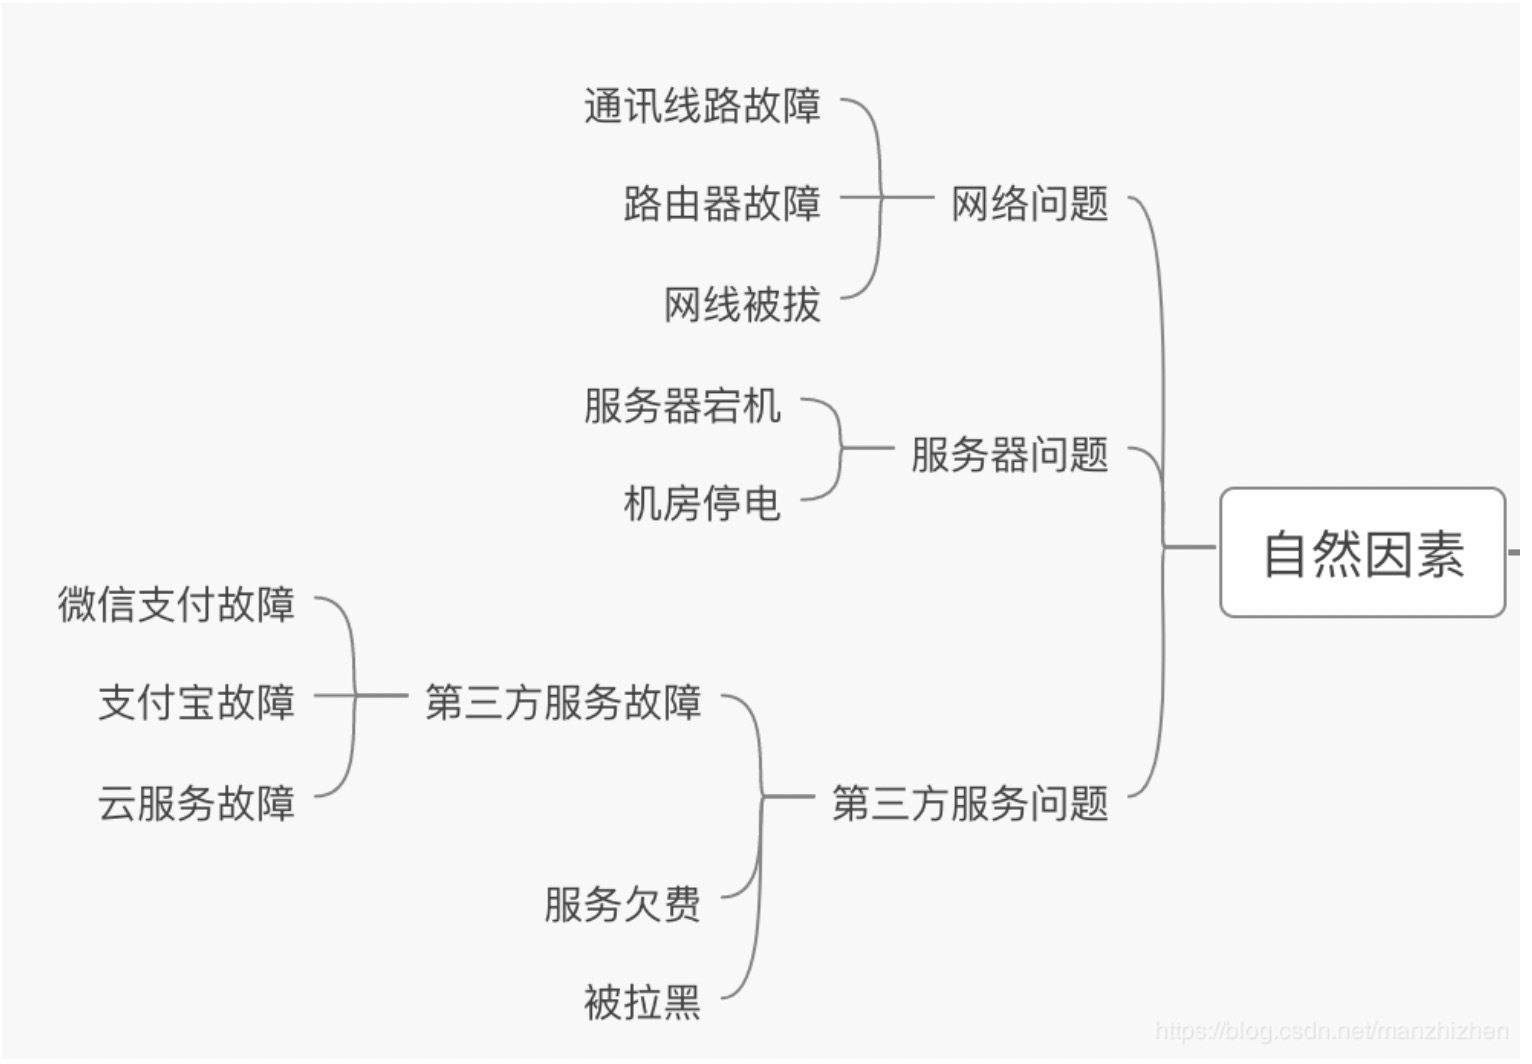 通讯线路故障
路由器故障
网络问题
网线被拔
服务器宕机
服务器问题
机房停电
自然因素
微信支付故障
支付宝故障
第三方服务故障
云服务故障
第三方服务问题
服务欠费
被拉黑
https://blog.csdn.net/manzhizhen